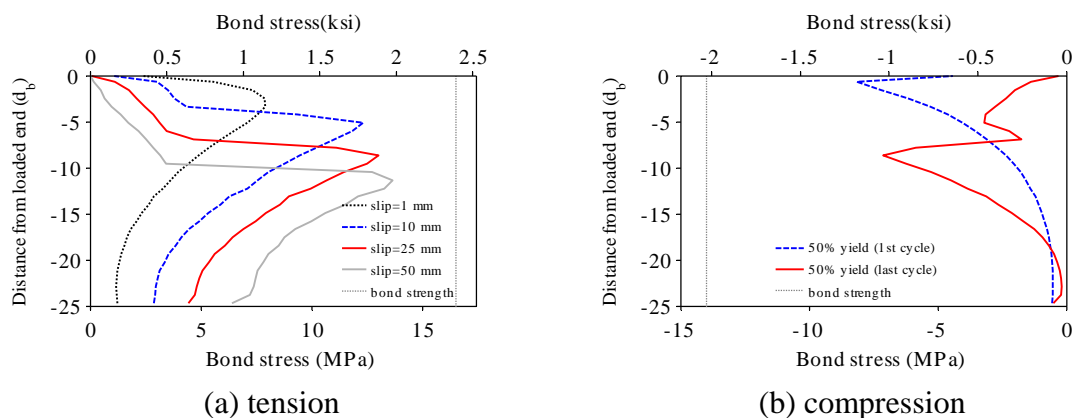 Bond stress(ksi)
0 0.5 1 1.5 2 2.5
0
-5
-10
-15
-20
-25
Distance from loaded end (d_b)
slip=1 mm
slip=10 mm
slip=25 mm
slip=50 mm
bond strength
0 5 10 15
Bond stress (MPa)
(a) tension
Bond stress(ksi)
-2 -1.5 -1 -0.5 0
0
-5
-10
-15
-20
-25
Distance from loaded end (d_b)
50% yield (1st cycle)
50% yield (last cycle)
bond strength
-15 -10 -5 0
Bond stress (MPa)
(b) compression